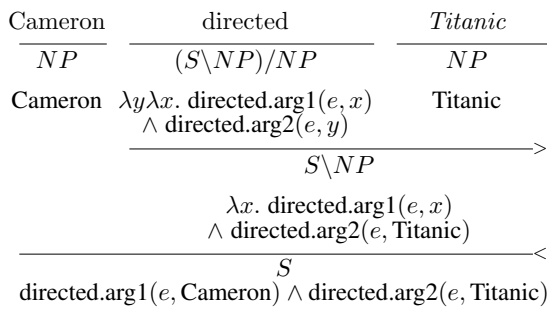 Cameron directed Titanic
NP (S\NP)/NP NP
Cameron λyλx. directed.arg1(e, x) Titanic
∧ directed.arg2(e, y)
>
S\NP
λx. directed.arg1(e, x)
∧ directed.arg2(e, Titanic)
<
S
directed.arg1(e, Cameron) ∧ directed.arg2(e, Titanic)